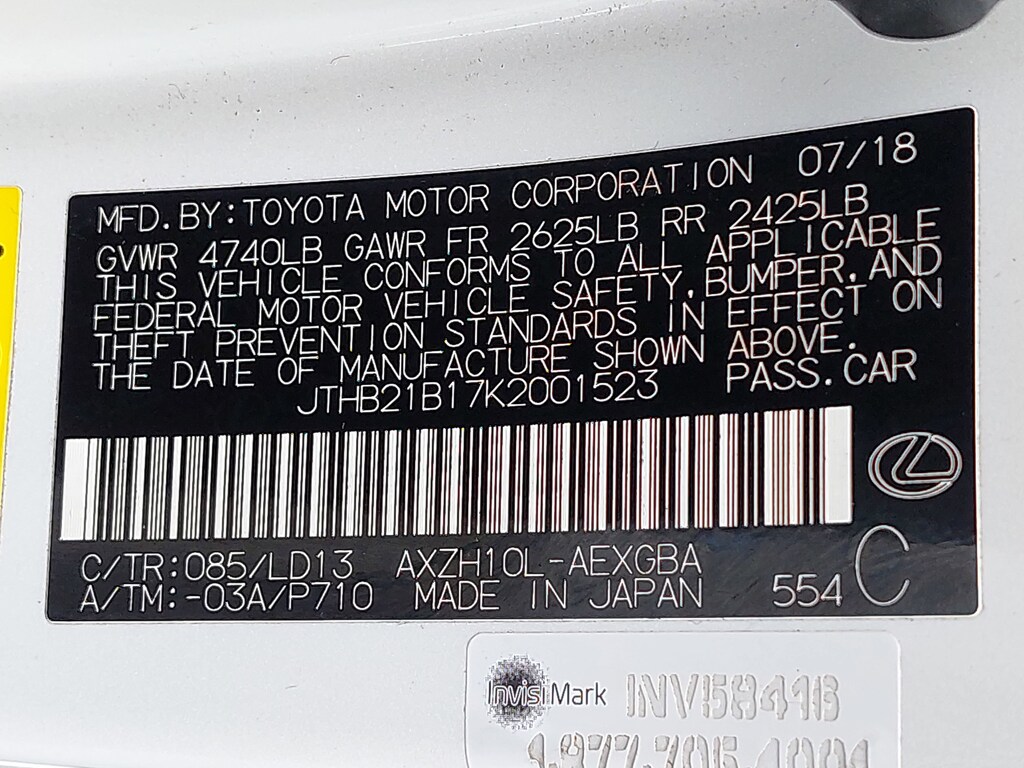 MFD. BY: TOYOTA MOTOR CORPORATION 07/18
GVWR 4740LB GAWR FR 2625LB RR 2425LB
THIS VEHICLE CONFORMS TO ALL APPLICABLE
FEDERAL MOTOR VEHICLE SAFETY, BUMPER, AND
THEFT PREVENTION STANDARDS IN EFFECT ON
THE DATE OF MANUFACTURE SHOWN ABOVE.
JTHB21B17K2001523 PASS.CAR
C/TR: 085/LD13 AXZH10L-AEXGBA
A/TM: -03A/P710 MADE IN JAPAN 554 C
InvisiMark INV58416